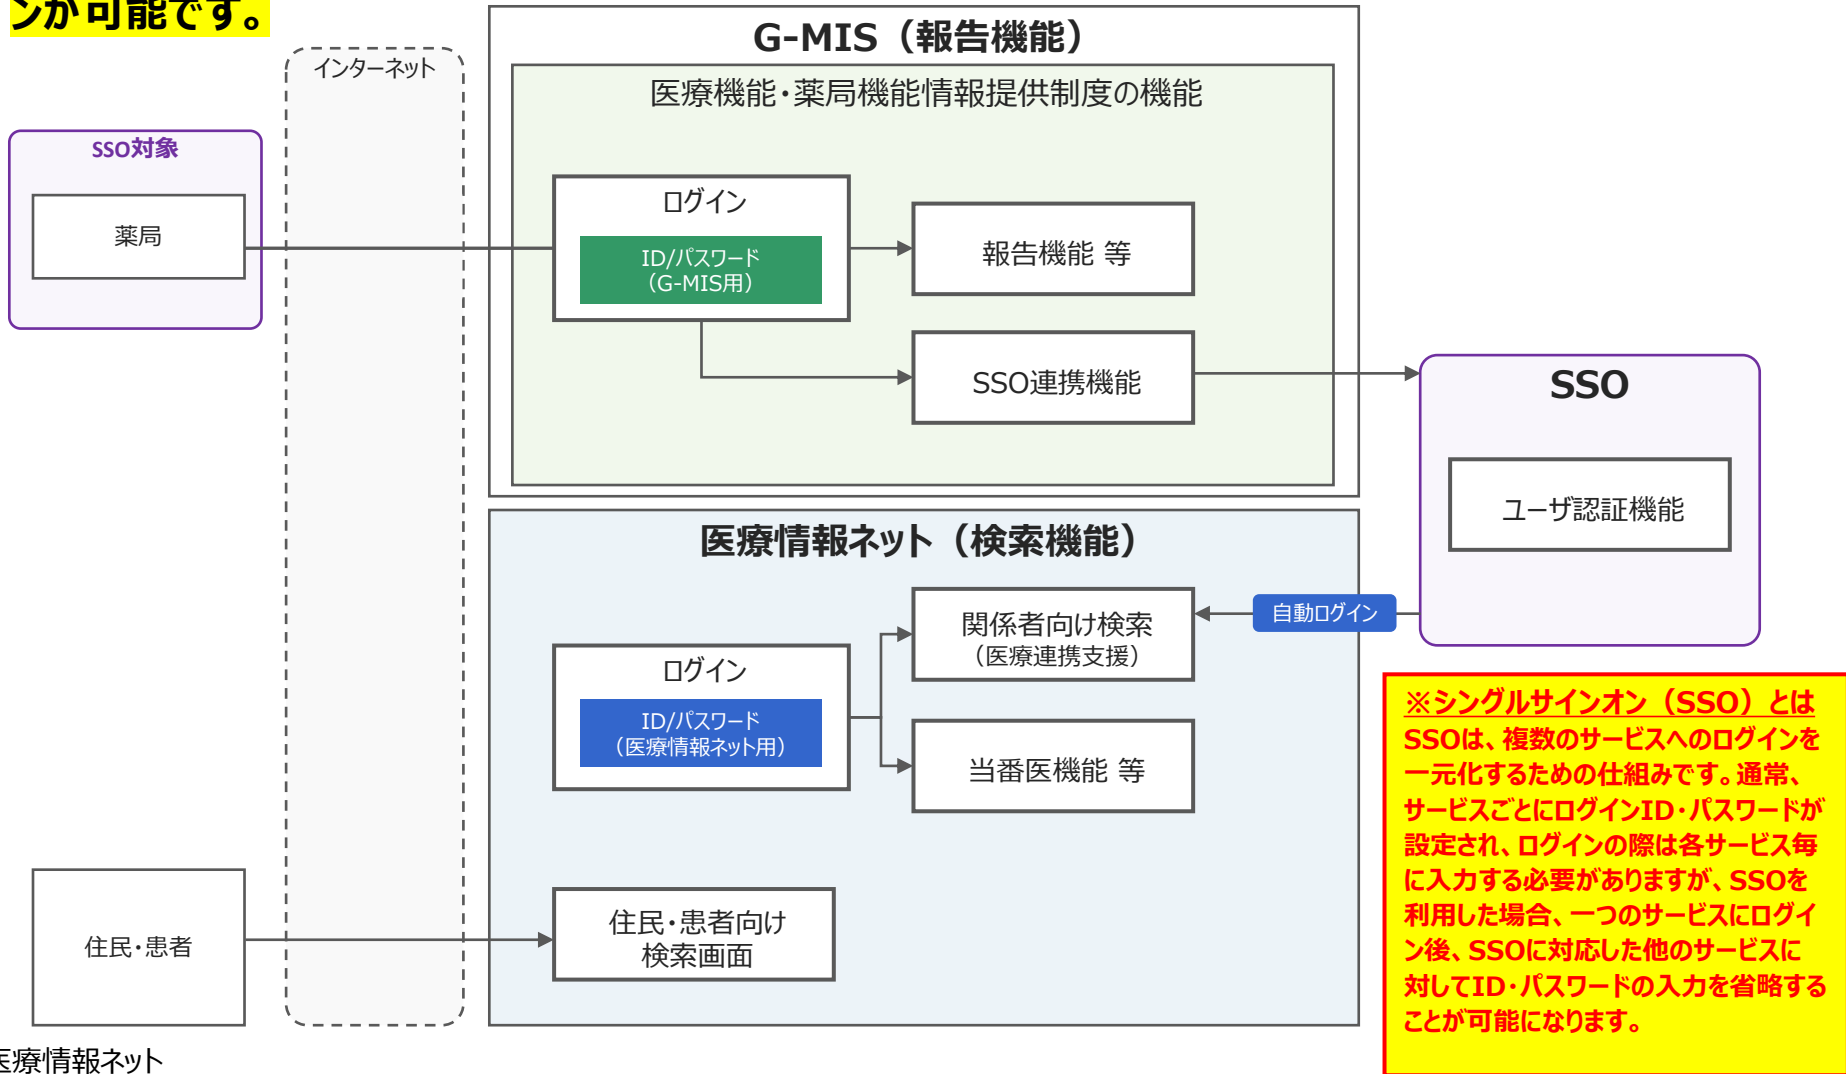 ンが可能です。
G-MIS（報告機能）
インターネット
医療機能・薬局機能情報提供制度の機能
SSO対象
薬局
ログイン
ID/パスワード
（G-MIS用）
報告機能 等
SSO連携機能
SSO
ユーザ認証機能
医療情報ネット（検索機能）
関係者向け検索
（医療連携支援）
自動ログイン
ログイン
ID/パスワード
（医療情報ネット用）
当番医機能 等
住民・患者
住民・患者向け
検索画面
※シングルサインオン（SSO）とは
SSOは、複数のサービスへのログインを
一元化するための仕組みです。通常、
サービスごとにログインID・パスワードが
設定され、ログインの際は各サービス毎
に入力する必要がありますが、SSOを
利用した場合、一つのサービスにログイ
ン後、SSOに対応した他のサービスに
対してID・パスワードの入力を省略する
ことが可能になります。
医療情報ネット